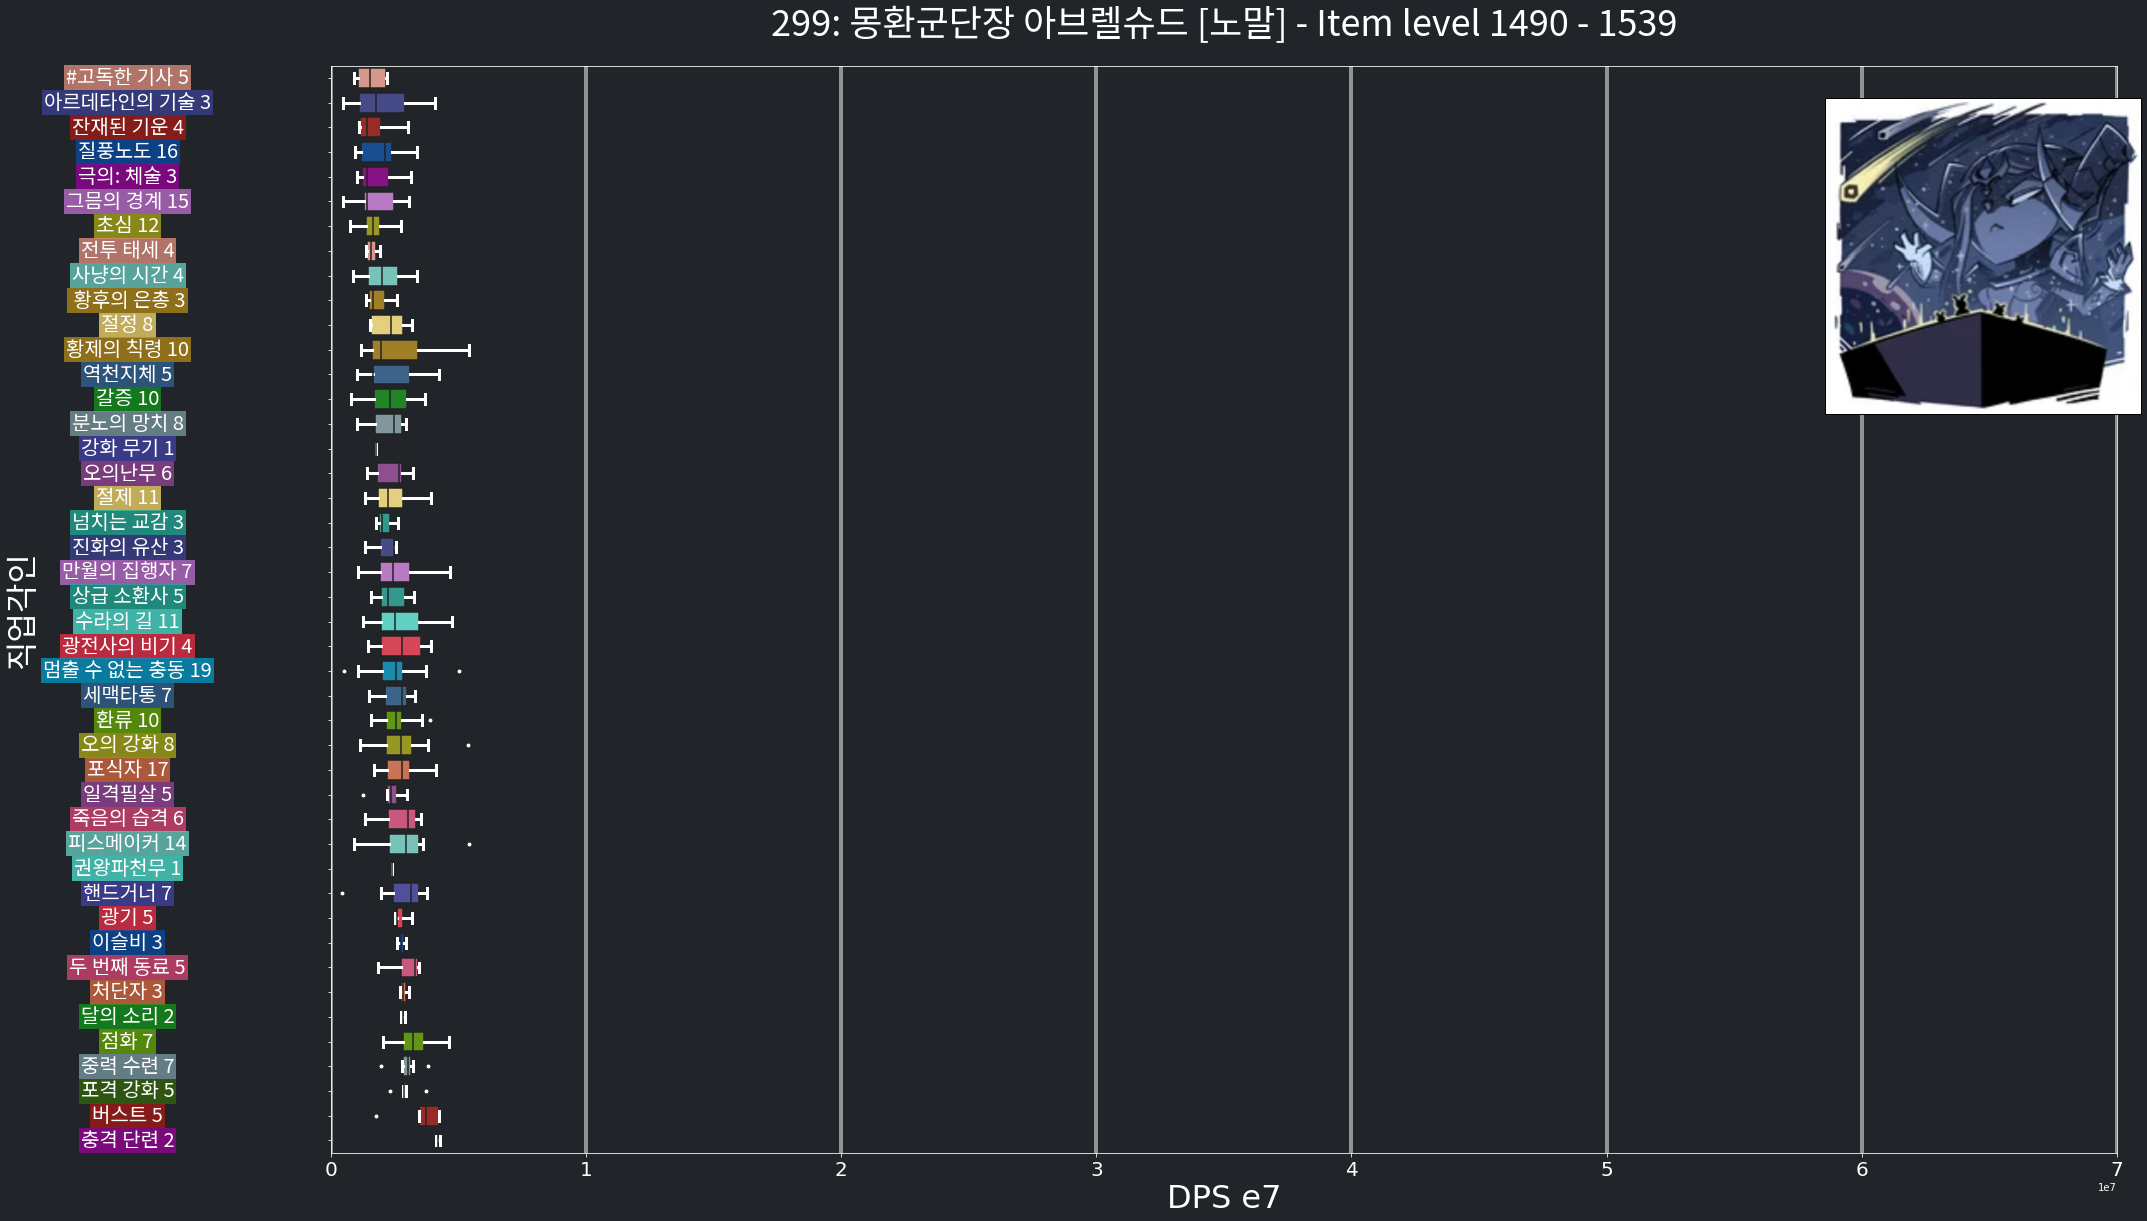 299: 몽환군단장 아브렐슈드 [노말] - Item level 1490 - 1539
직업각인
#고독한 기사 5
아르데타인의 기술 3
잔재된 기운 4
질풍노도 16
극의: 체술 3
그믐의 경계 15
초심 12
전투 태세 4
사냥의 시간 4
황후의 은총 3
절정 8
황제의 칙령 10
역천지체 5
갈증 10
분노의 망치 8
강화 무기 1
오의난무 6
절제 11
넘치는 교감 3
진화의 유산 3
만월의 집행자 7
상급 소환사 5
수라의 길 11
광전사의 비기 4
멈출 수 없는 충동 19
세맥타통 7
환류 10
오의 강화 8
포식자 17
일격필살 5
죽음의 습격 6
피스메이커 14
권왕파천무 1
핸드거너 7
광기 5
이슬비 3
두 번째 동료 5
처단자 3
달의 소리 2
점화 7
중력 수련 7
포격 강화 5
버스트 5
충격 단련 2
0 1 2 3 4 5 6 7
1e7
DPS e7